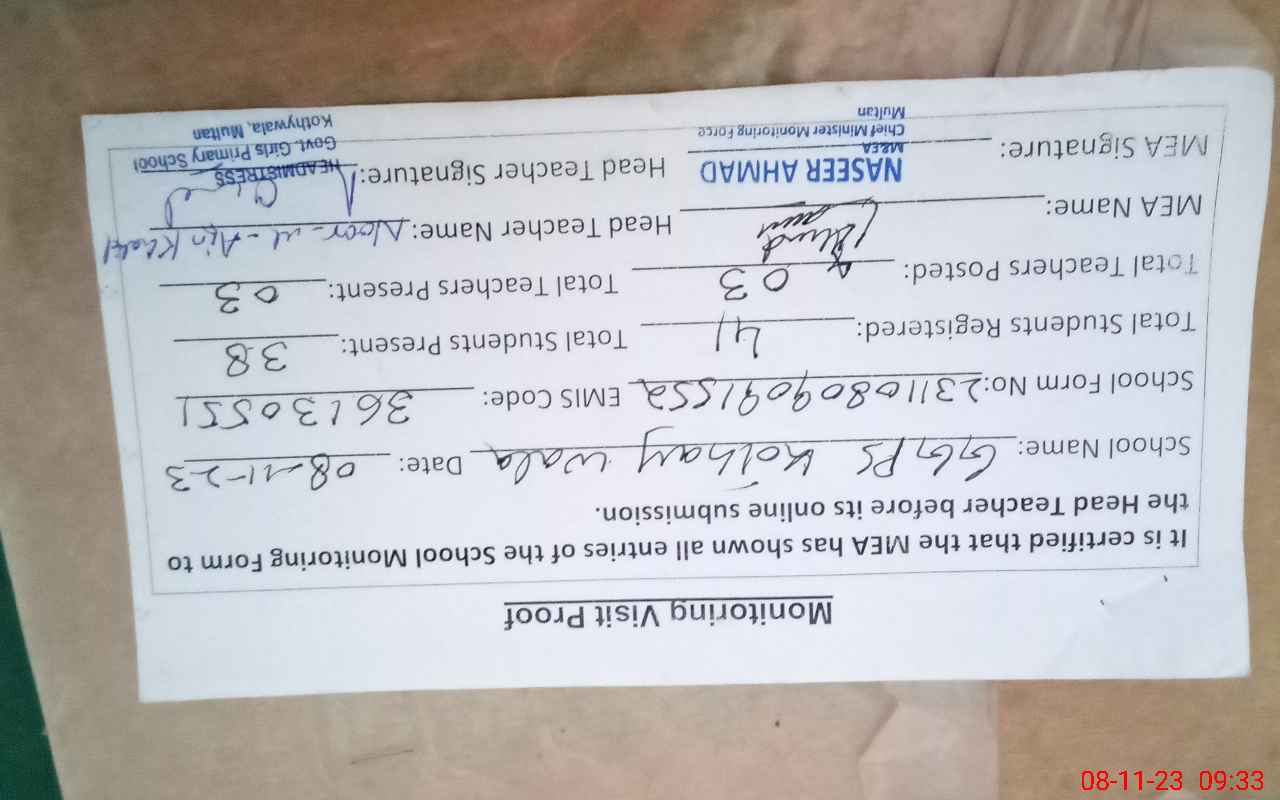 Monitoring Visit Proof
It is certified that the MEA has shown all entries of the School Monitoring Form to
the Head Teacher before its online submission.
School Name: GGPS Kothay wala Date: 08-11-23
School Form No: 23110809091552 EMIS Code: 36130551
Total Students Registered: 41 Total Students Present: 38
Total Teachers Posted: 03 Total Teachers Present: 03
MEA Name: Head Teacher Name: Noor-ul-Ain
MEA Signature: NASEER AHMAD Head Teacher Signature: HEADMISTRESS
M&EA Govt. Girls Primary School
Chief Minister Monitoring Force Kothywala, Multan
Multan
08-11-23 09:33